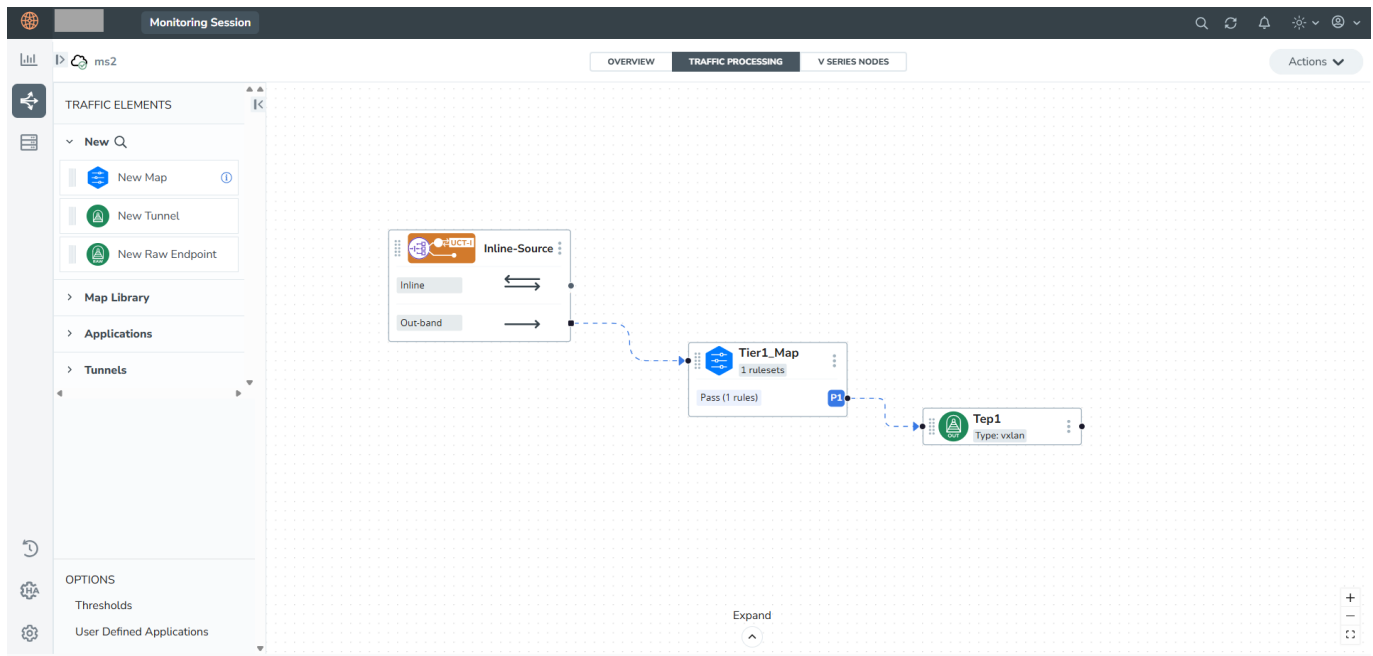 Monitoring Session
ms2
OVERVIEW
TRAFFIC PROCESSING
V SERIES NODES
Actions
TRAFFIC ELEMENTS
New
New Map
New Tunnel
New Raw Endpoint
Map Library
Applications
Tunnels
UCT-I
Inline-Source
Inline
Out-band
Tier1_Map
1 rulesets
Pass (1 rules)
P1
Tep1
OUT
Type: vxlan
HA
OPTIONS
Thresholds
User Defined Applications
Expand